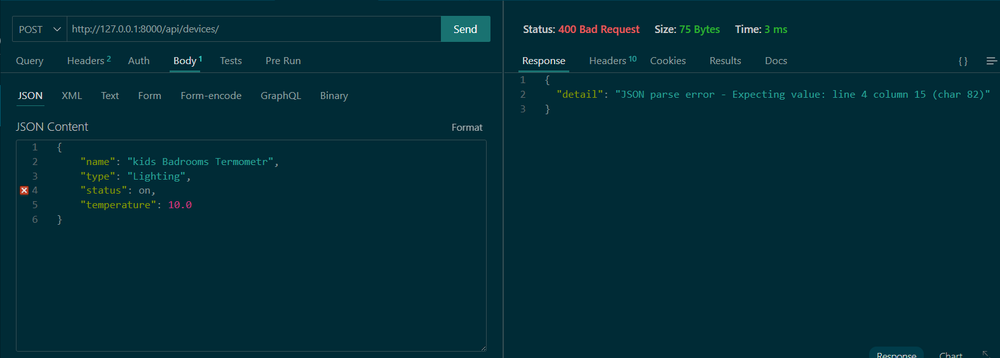 POST http://127.0.0.1:8000/api/devices/ Send
Query Headers 2 Auth Body 1 Tests Pre Run
JSON XML Text Form Form-encode GraphQL Binary
JSON Content Format
1 {
2 "name": "kids Badrooms Termometr",
3 "type": "Lighting",
4 "status": on,
5 "temperature": 10.0
6 }
Status: 400 Bad Request Size: 75 Bytes Time: 3 ms
Response Headers 10 Cookies Results Docs { }
1 {
2 "detail": "JSON parse error - Expecting value: line 4 column 15 (char 82)"
3 }
Response Chart